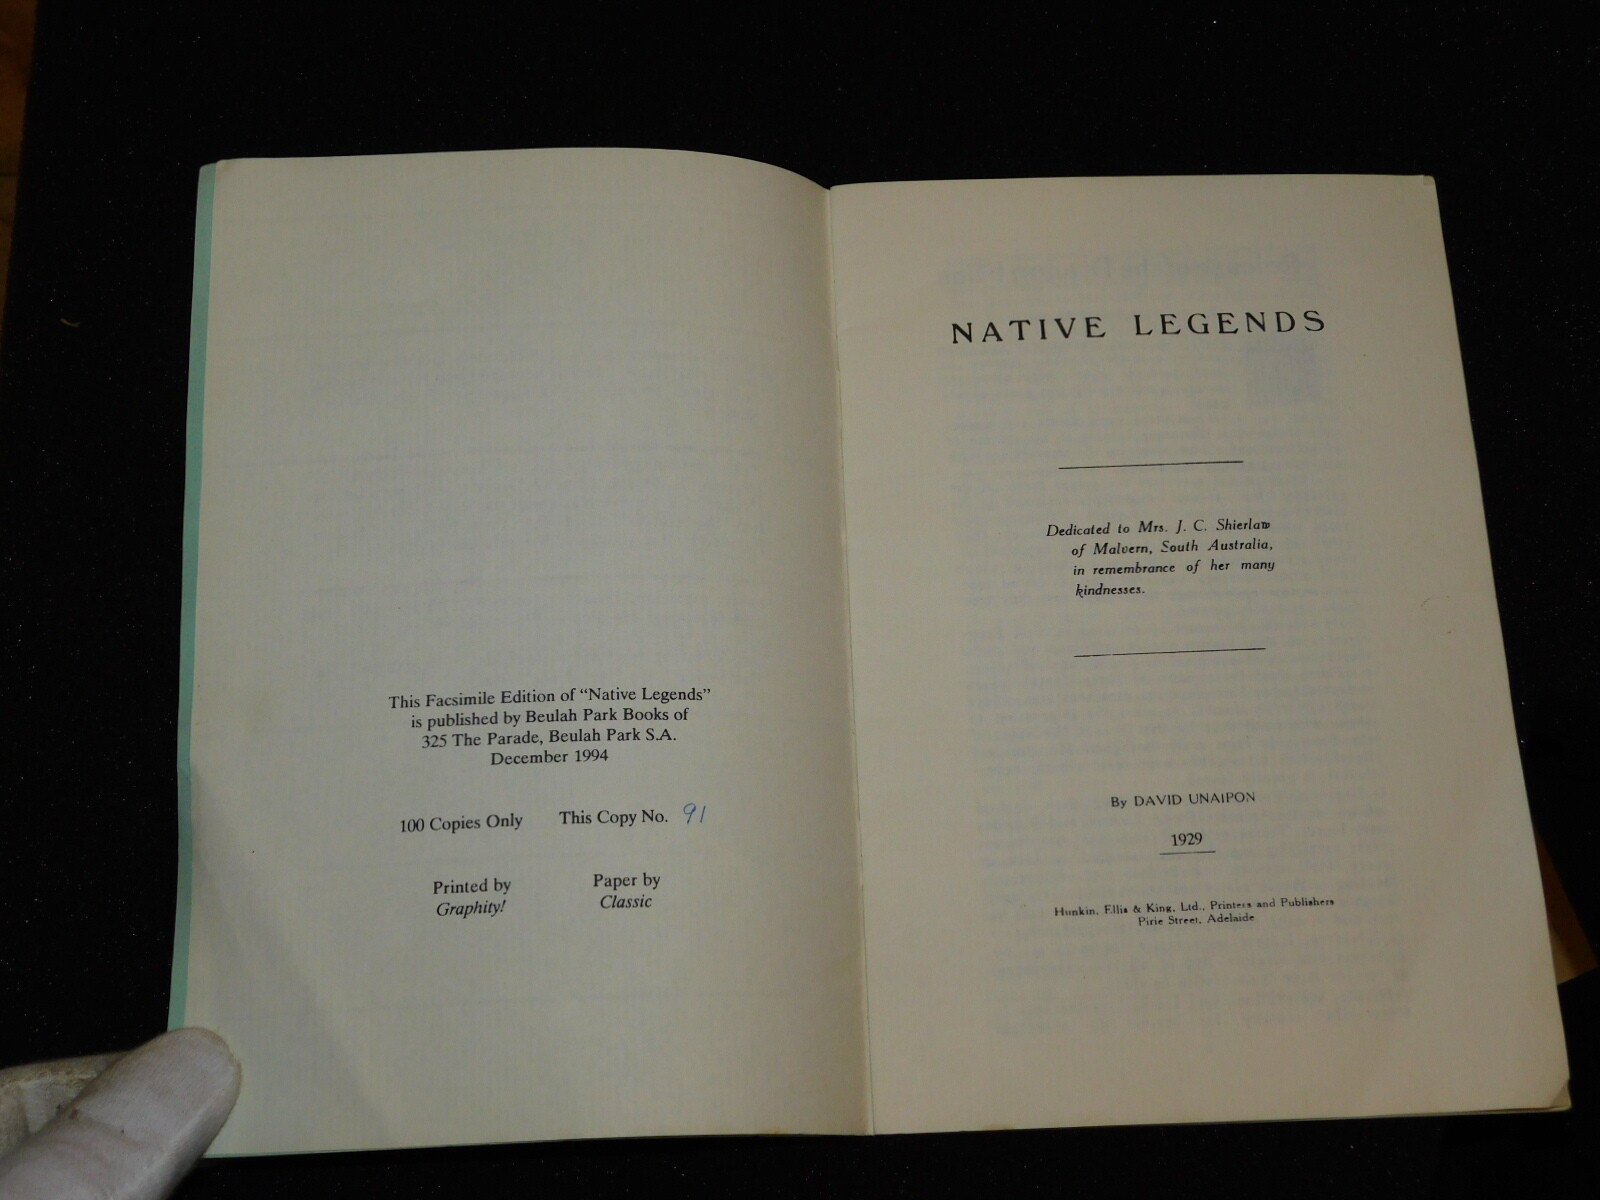 This Facsimile Edition of “Native Legends”
is published by Beulah Park Books of
325 The Parade, Beulah Park S.A.
December 1994
100 Copies Only This Copy No. 91
Printed by Paper by
Graphity! Classic
NATIVE LEGENDS
Dedicated to Mrs. J. C. Shierlaw
of Malvern, South Australia,
in remembrance of her many
kindnesses.
By DAVID UNAIPON
1929
Hunkin, Ellis & King, Ltd., Printers and Publishers
Pirie Street, Adelaide